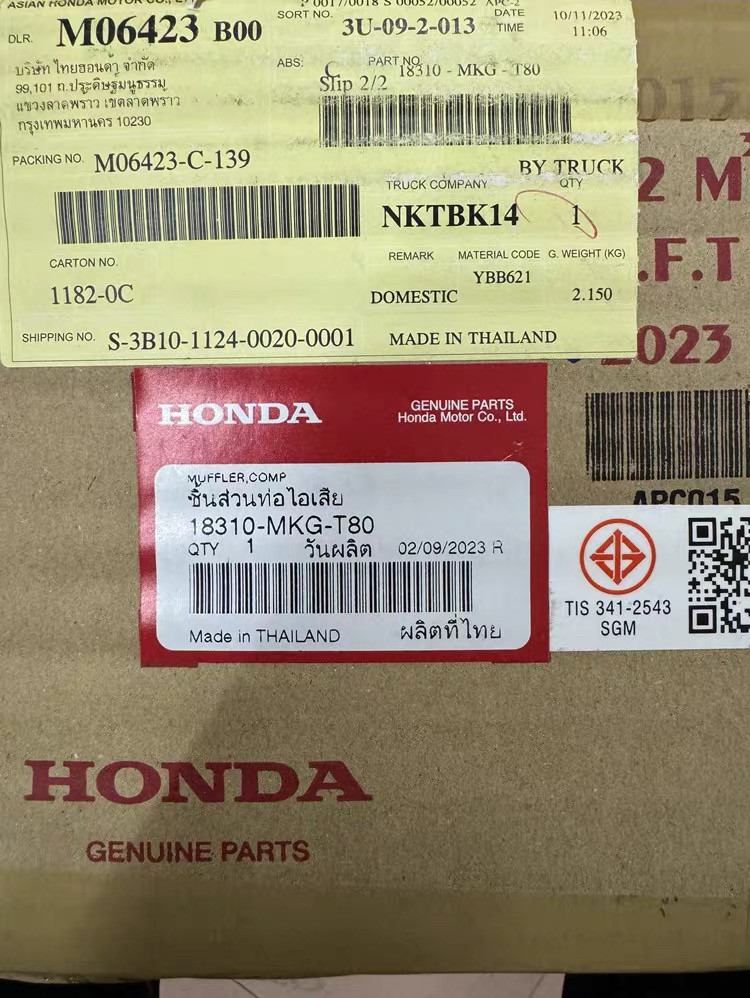 ASIAN HONDA MOTOR CO.,
P 0017/0018 S 00052/00052 APC-2
DLR. M06423 B00
SORT NO. 3U-09-2-013
DATE 10/11/2023
TIME 11:06
บริษัท ไทยฮอนด้า จำกัด
99,101 ถ.ประดิษฐมนูธรรม
แขวงลาดพร้าว เขตลาดพร้าว
กรุงเทพมหานคร 10230
ABS: C
PART NO. 18310 - MKG - T80
Slip 2/2
PACKING NO. M06423-C-139
BY TRUCK
TRUCK COMPANY QTY
NKTBK14 1
CARTON NO.
1182-0C
REMARK MATERIAL CODE G. WEIGHT (KG)
YBB621
DOMESTIC 2.150
SHIPPING NO. S-3B10-1124-0020-0001
MADE IN THAILAND
015
2 M
.F.T
2023
APC015
HONDA
GENUINE PARTS
Honda Motor Co., Ltd.
MUFFLER,COMP
ชิ้นส่วนท่อไอเสีย
18310-MKG-T80
QTY 1 วันผลิต 02/09/2023 R
Made in THAILAND ผลิตที่ไทย
TIS 341-2543
SGM
HONDA
GENUINE PARTS